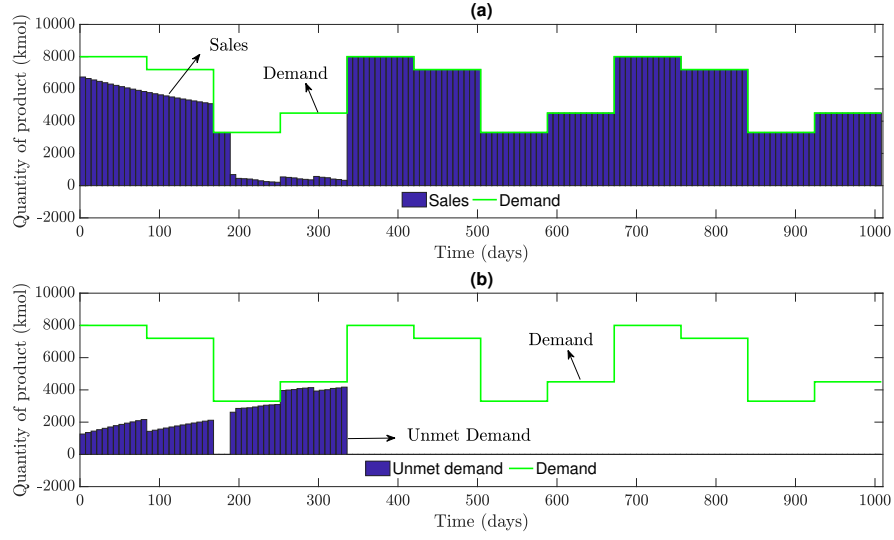 (a)
Quantity of product (kmol)
10000
8000
6000
4000
2000
0
-2000
Sales
Demand
Sales Demand
0 100 200 300 400 500 600 700 800 900 1000
Time (days)
(b)
Quantity of product (kmol)
10000
8000
6000
4000
2000
0
-2000
Demand
Unmet Demand
Unmet demand Demand
0 100 200 300 400 500 600 700 800 900 1000
Time (days)